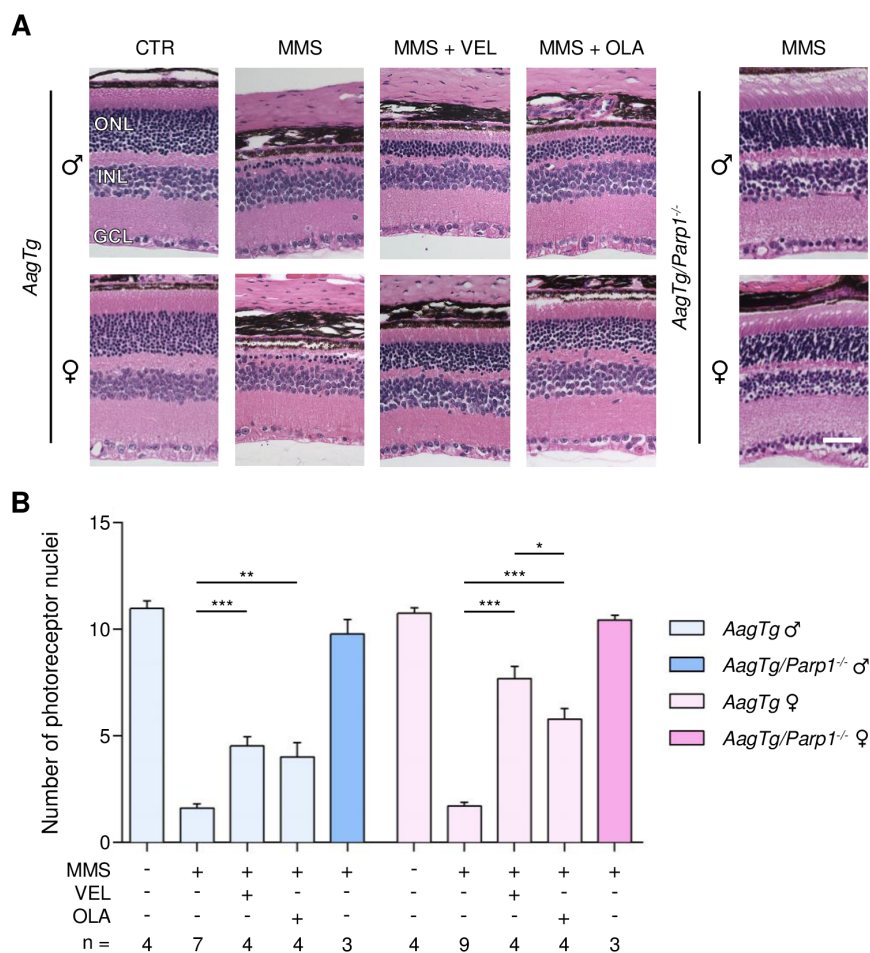 A
CTR MMS MMS + VEL MMS + OLA MMS
ONL
INL
GCL
♂
♀
AagTg
♂
♀
AagTg/Parp1-/-
B
Number of photoreceptor nuclei
15
10
5
0
** ***
* *** ***
AagTg ♂
AagTg/Parp1-/- ♂
AagTg ♀
AagTg/Parp1-/- ♀
MMS - + + + + - + + + +
VEL - - + - - - - + - -
OLA - - - + - - - - + -
n = 4 7 4 4 3 4 9 4 4 3